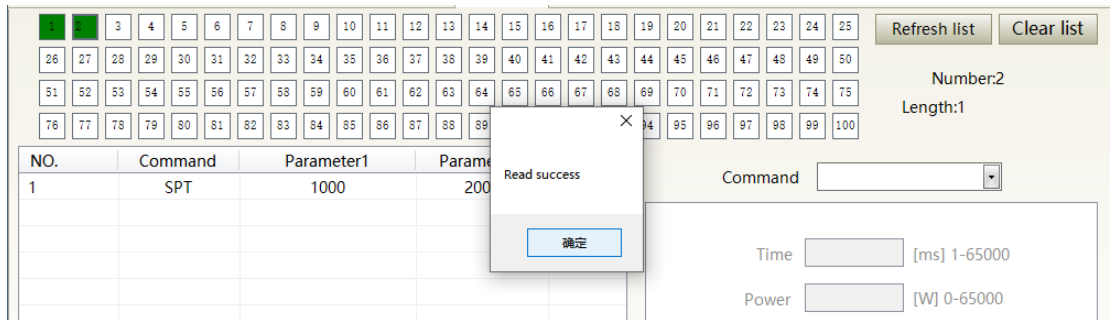 1 2 3 4 5 6 7 8 9 10 11 12 13 14 15 16 17 18 19 20 21 22 23 24 25
Refresh list Clear list
26 27 28 29 30 31 32 33 34 35 36 37 38 39 40 41 42 43 44 45 46 47 48 49 50
Number:2
51 52 53 54 55 56 57 58 59 60 61 62 63 64 65 66 67 68 69 70 71 72 73 74 75
Length:1
76 77 78 79 80 81 82 83 84 85 86 87 88 89 94 95 96 97 98 99 100
NO. Command Parameter1 Parame
1 SPT 1000 200
Read success
确定
Command
Time [ms] 1-65000
Power [W] 0-65000